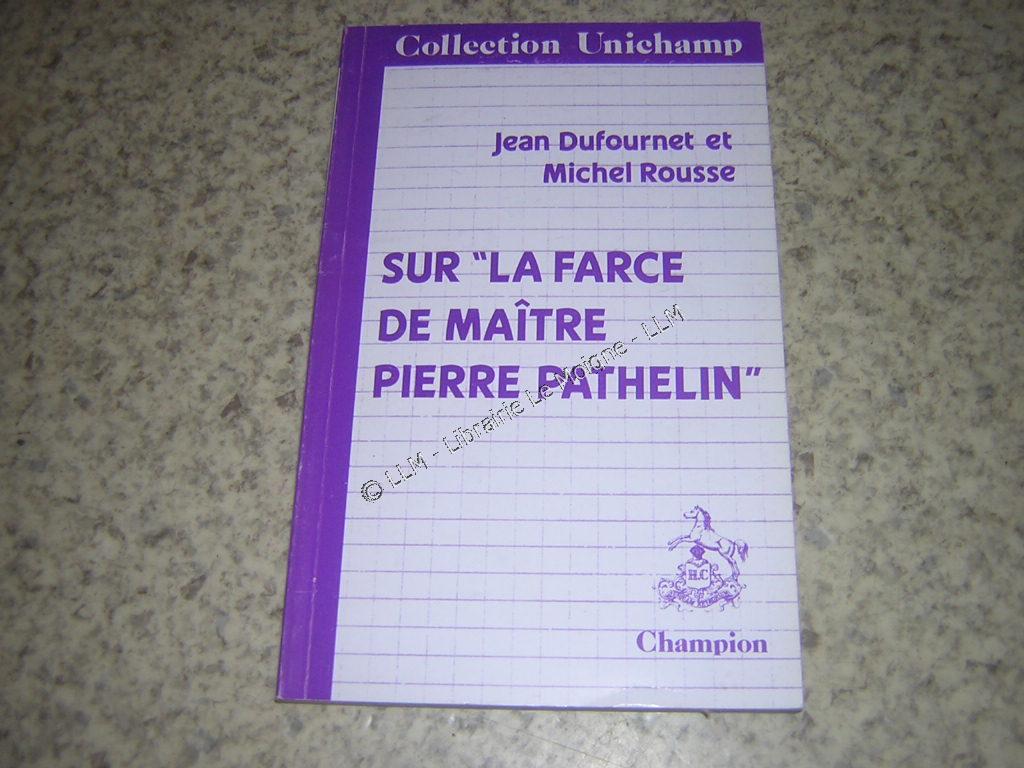 Collection Unichamp
Jean Dufournet et
Michel Rousse
SUR "LA FARCE
DE MAÎTRE
PIERRE PATHELIN"
© LLM - Librairie Le Moigne - LLM
H.C
Champion